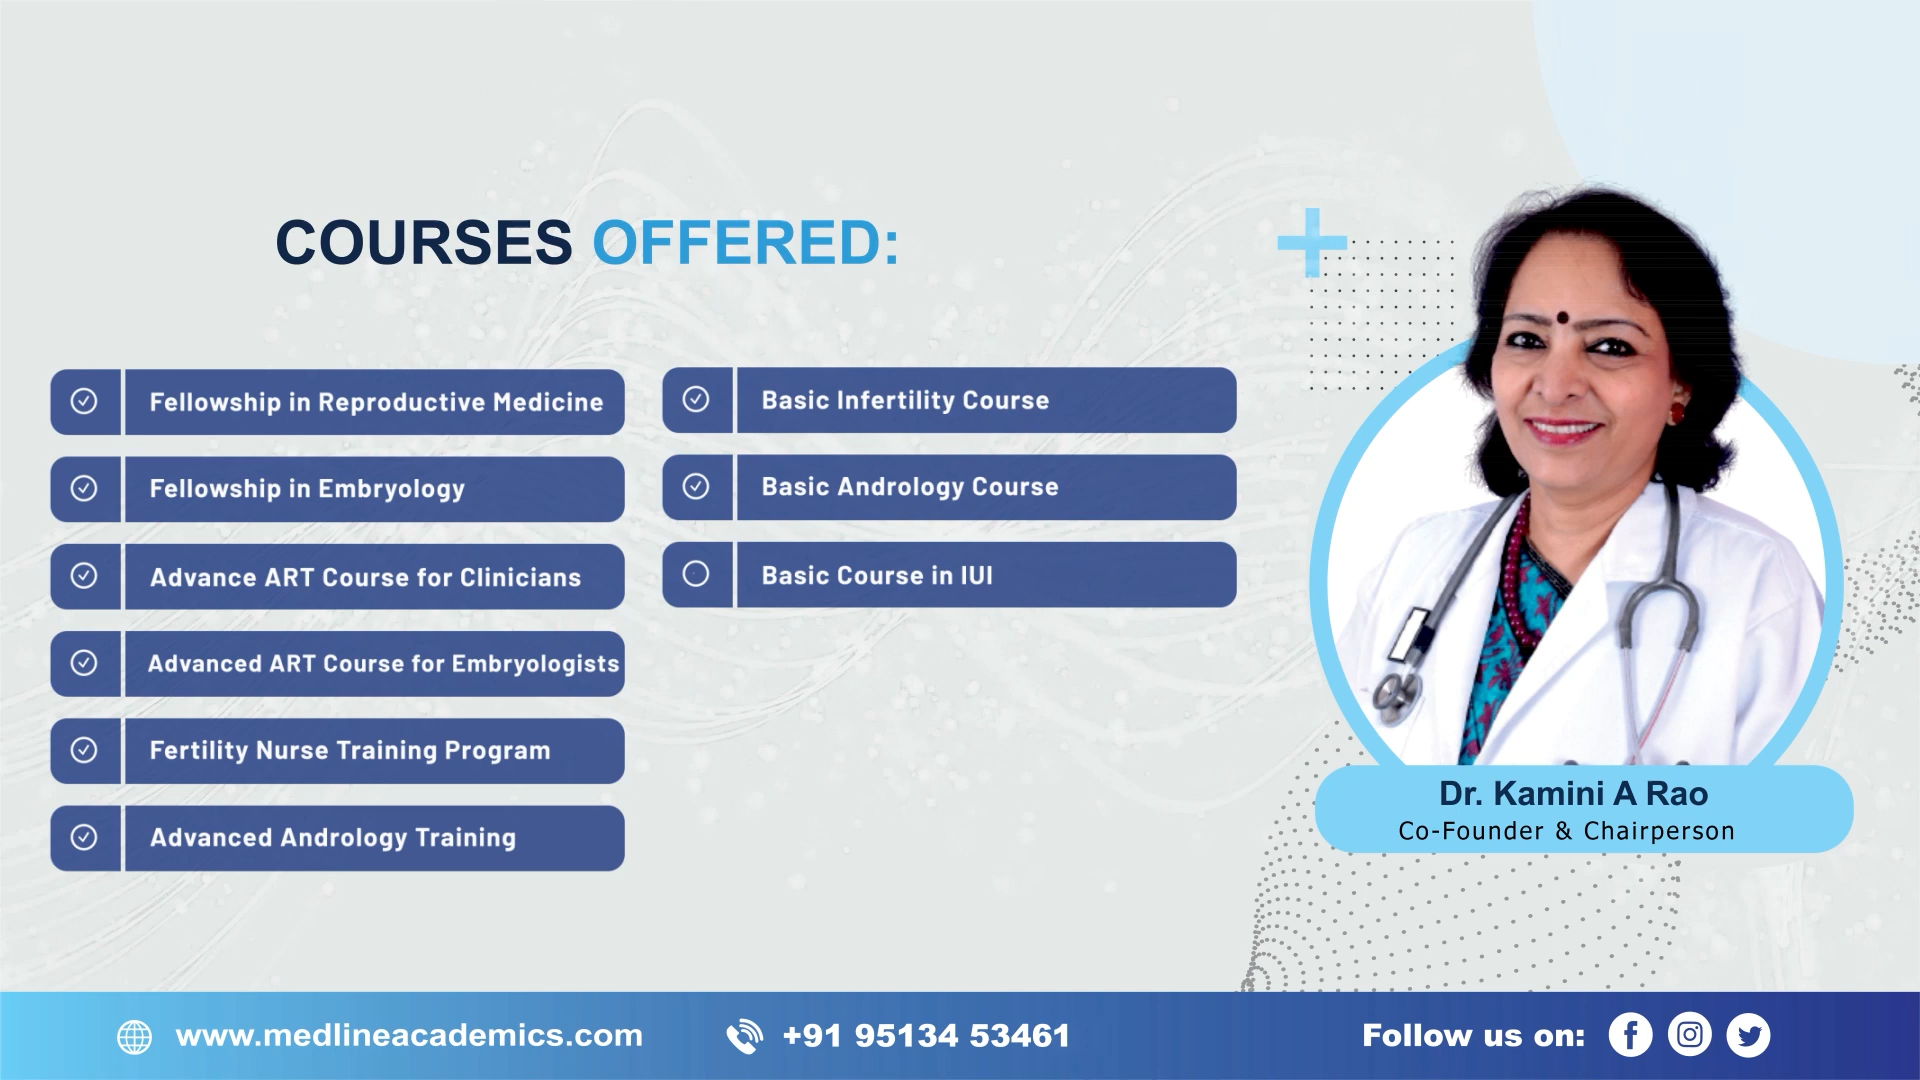 COURSES OFFERED:
Fellowship in Reproductive Medicine
Fellowship in Embryology
Advance ART Course for Clinicians
Advanced ART Course for Embryologists
Fertility Nurse Training Program
Advanced Andrology Training
Basic Infertility Course
Basic Andrology Course
Basic Course in IUI
Dr. Kamini A Rao
Co-Founder & Chairperson
www.medlineacademics.com
+91 95134 53461
Follow us on: